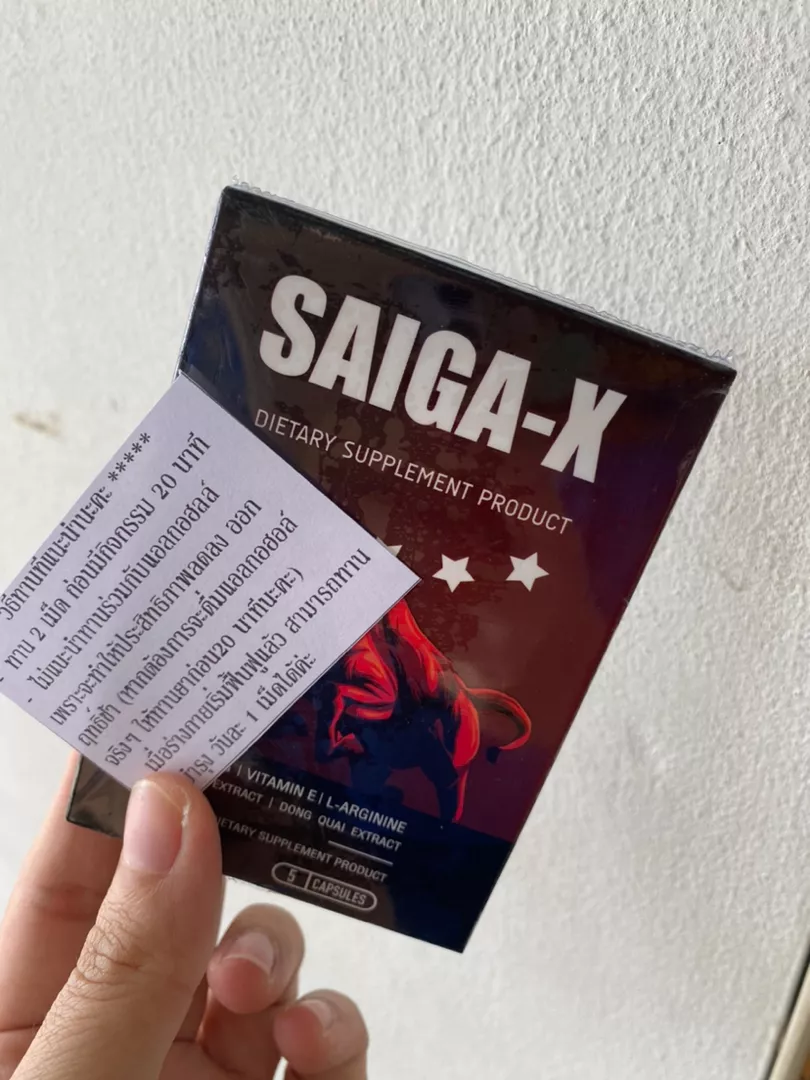 SAIGA-X
DIETARY SUPPLEMENT PRODUCT
วิธีทานที่แนะนำนะคะ *****
- ทาน 2 เม็ด ก่อนมีกิจกรรม 20 นาที
- ไม่แนะนำทานร่วมกับแอลกอฮอล์
เพราะจะทำให้ประสิทธิภาพลดลง ออก
ฤทธิ์ช้า (หากต้องการจะดื่มแอลกอฮอล์
จริงๆ ให้ทานยาก่อน20 นาทีนะคะ)
เมื่อร่างกายเริ่มฟื้นฟูแล้ว สามารถทาน
บำรุง วันละ 1 เม็ดได้ค่ะ
| VITAMIN E | L-ARGININE
EXTRACT | DONG QUAI EXTRACT
DIETARY SUPPLEMENT PRODUCT
5 CAPSULES